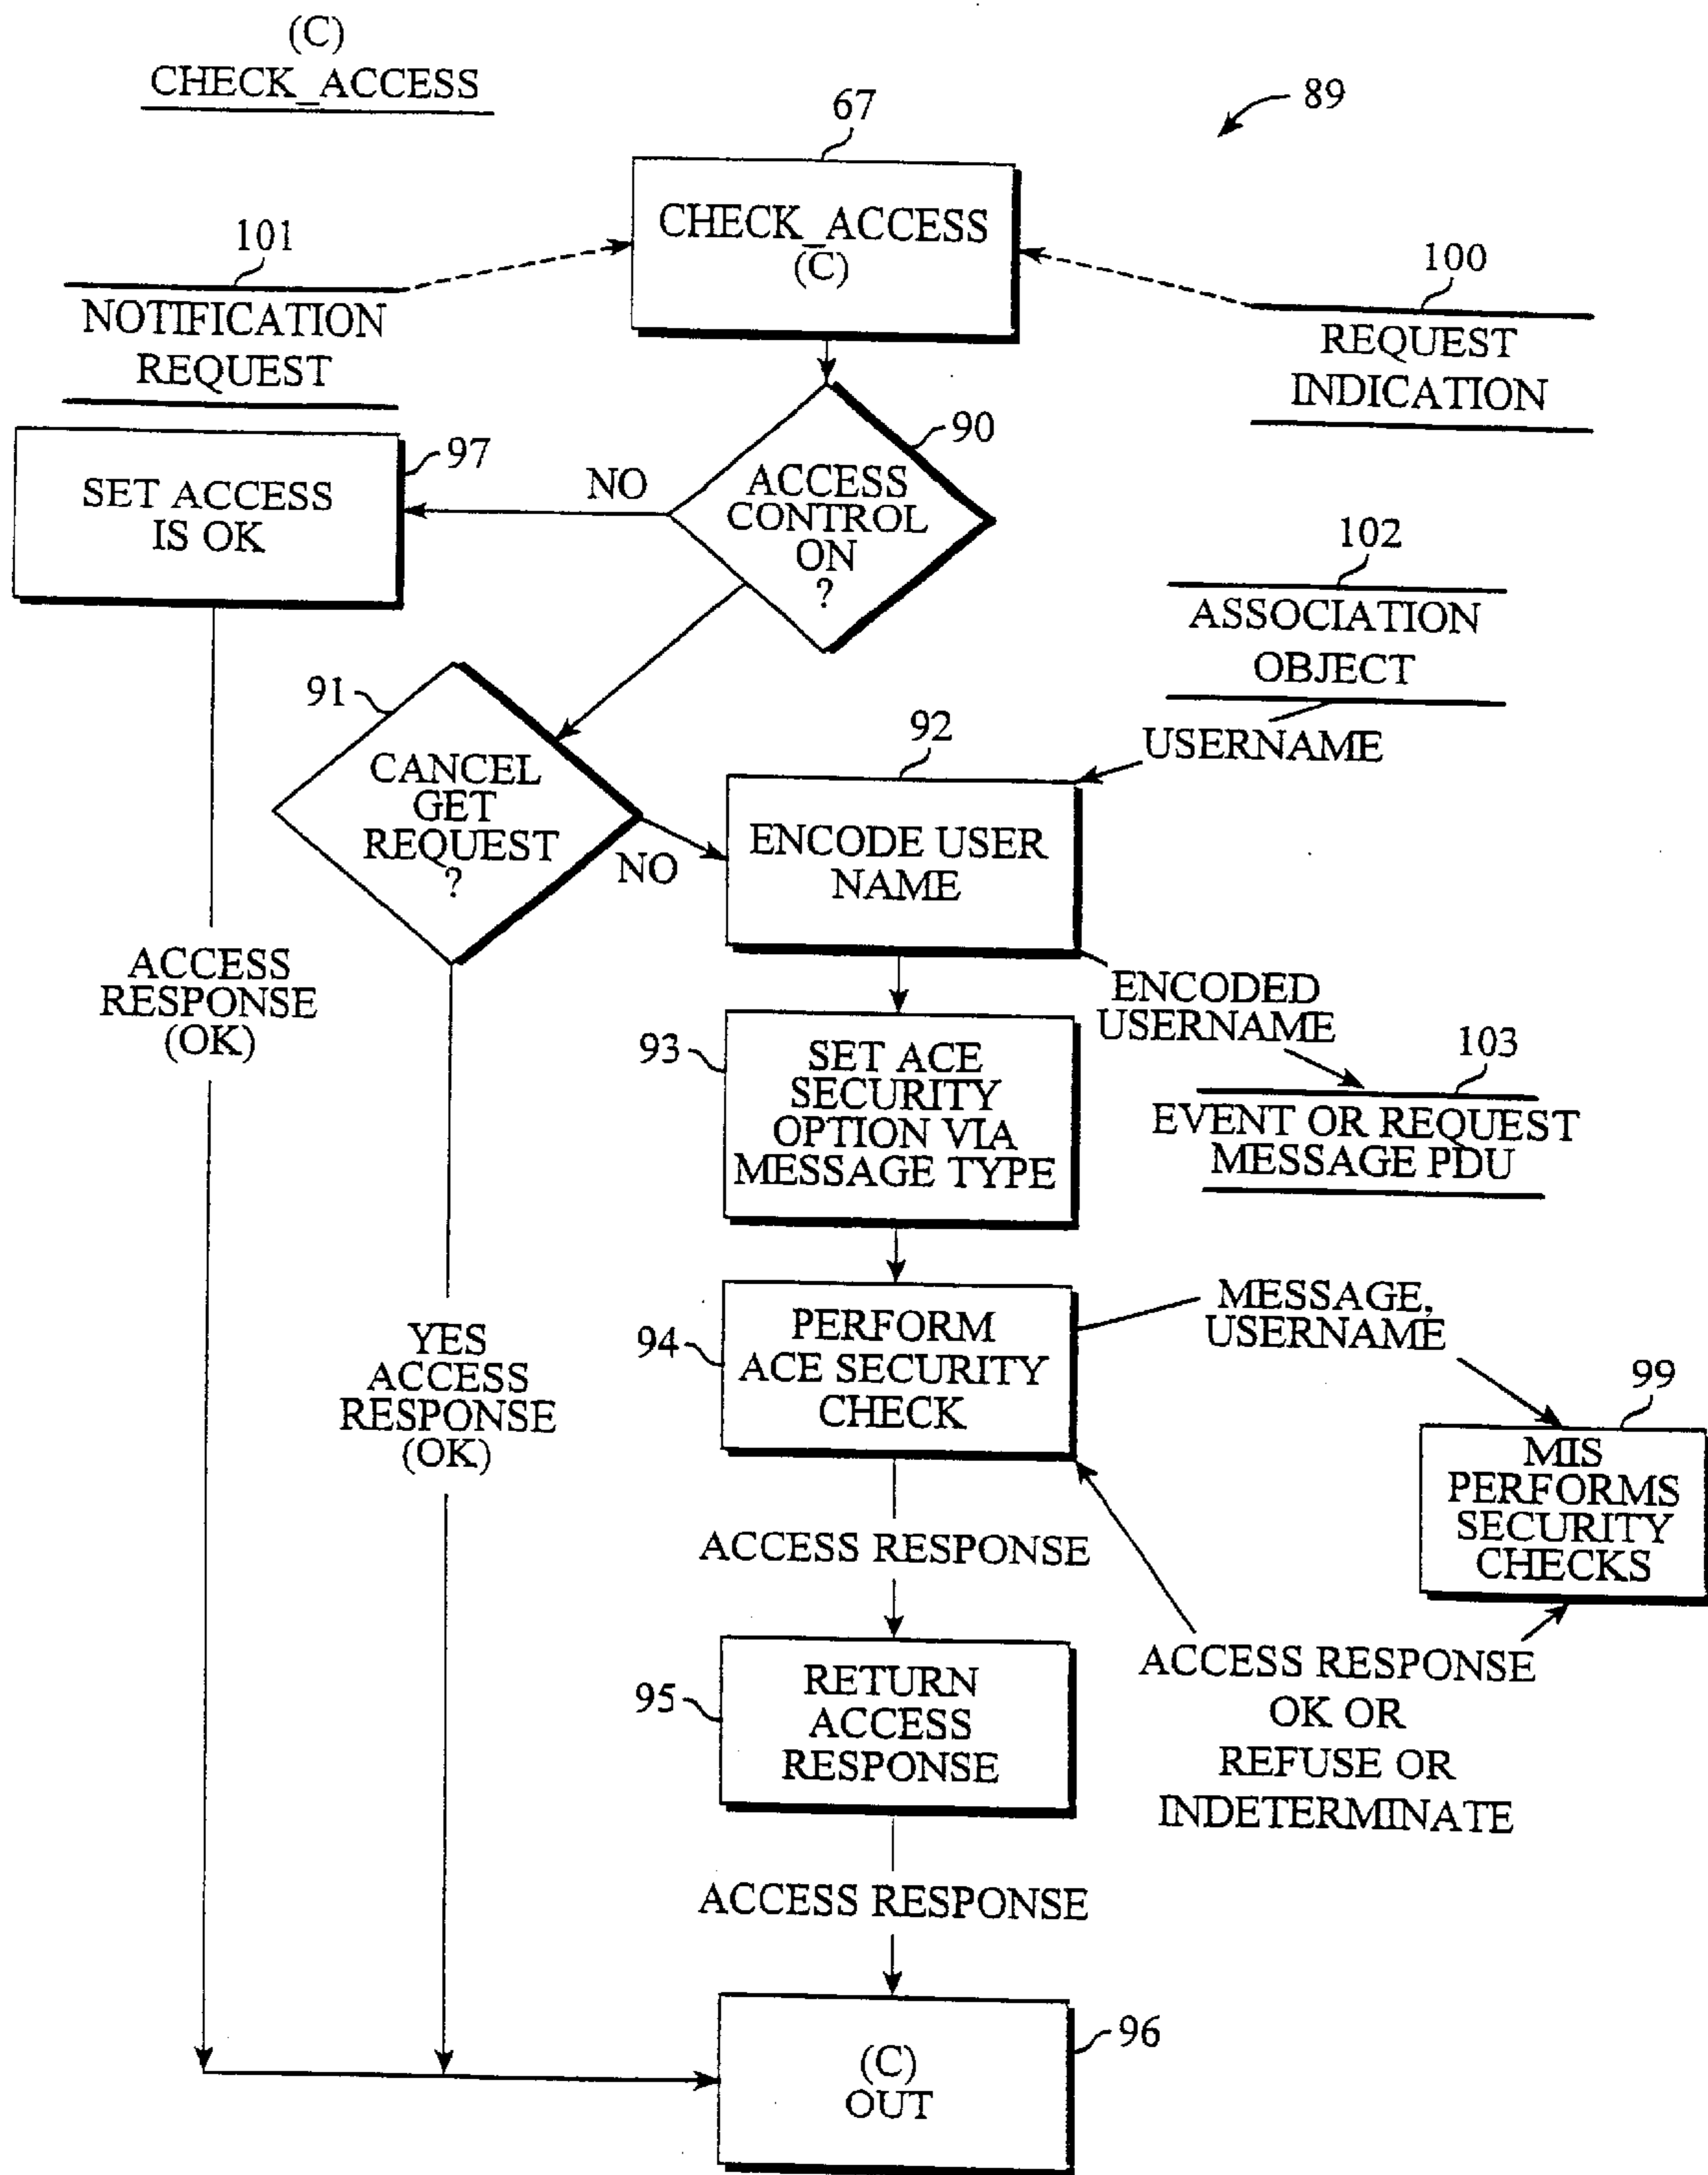 (C)
CHECK_ACCESS
89
67
CHECK_ACCESS
(C)
101
NOTIFICATION
REQUEST
100
REQUEST
INDICATION
97
SET ACCESS
IS OK
NO
90
ACCESS
CONTROL
ON
?
102
ASSOCIATION
OBJECT
USERNAME
91
CANCEL
GET
REQUEST
?
NO
92
ENCODE USER
NAME
ACCESS
RESPONSE
(OK)
ENCODED
USERNAME
93
SET ACE
SECURITY
OPTION VIA
MESSAGE TYPE
103
EVENT OR REQUEST
MESSAGE PDU
YES
ACCESS
RESPONSE
(OK)
94
PERFORM
ACE SECURITY
CHECK
MESSAGE,
USERNAME
99
MIS
PERFORMS
SECURITY
CHECKS
ACCESS RESPONSE
95
RETURN
ACCESS
RESPONSE
ACCESS RESPONSE
OK OR
REFUSE OR
INDETERMINATE
ACCESS RESPONSE
96
(C)
OUT